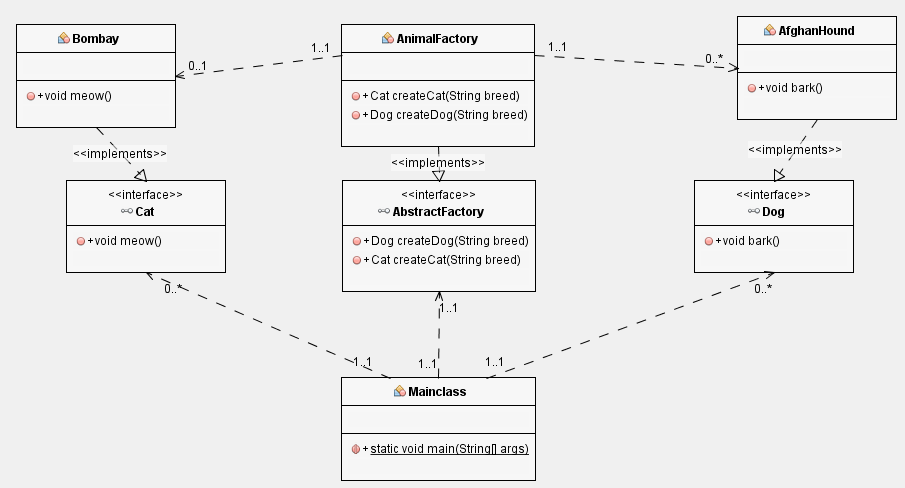 Bombay
+void meow()
0..1
1..1
AnimalFactory
+ Cat createCat(String breed)
+ Dog createDog(String breed)
1..1
0..*
AfghanHound
+void bark()
<<implements>>
<<implements>>
<<implements>>
<<interface>>
Cat
+void meow()
<<interface>>
AbstractFactory
+ Dog createDog(String breed)
+ Cat createCat(String breed)
<<interface>>
Dog
+void bark()
0..*
1..1
0..*
1..1
1..1
1..1
Mainclass
+ static void main(String[] args)